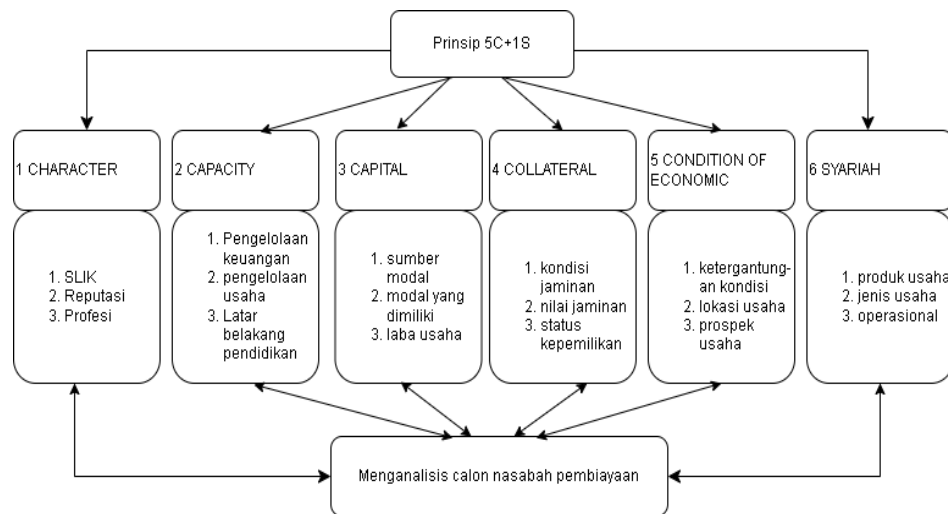 Prinsip 5C+1S
1 CHARACTER
2 CAPACITY
3 CAPITAL
4 COLLATERAL
5 CONDITION OF
ECONOMIC
6 SYARIAH
1. SLIK
2. Reputasi
3. Profesi
1. Pengelolaan
keuangan
2. pengelolaan
usaha
3. Latar
belakang
pendidikan
1. sumber
modal
2. modal yang
dimiliki
3. laba usaha
1. kondisi
jaminan
2. nilai jaminan
3. status
kepemilikan
1. ketergantung-
an kondisi
2. lokasi usaha
3. prospek
usaha
1. produk usaha
2. jenis usaha
3. operasional
Menganalisis calon nasabah pembiayaan